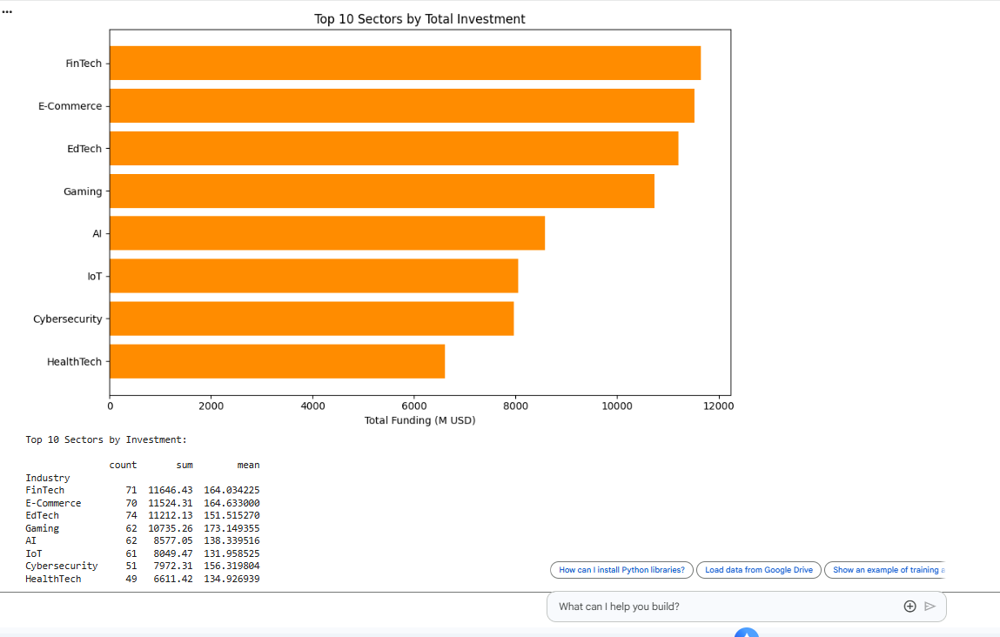 ...
Top 10 Sectors by Total Investment
FinTech
E-Commerce
EdTech
Gaming
AI
IoT
Cybersecurity
HealthTech
0 2000 4000 6000 8000 10000 12000
Total Funding (M USD)
Top 10 Sectors by Investment:
count sum mean
Industry
FinTech 71 11646.43 164.034225
E-Commerce 70 11524.31 164.633000
EdTech 74 11212.13 151.515270
Gaming 62 10735.26 173.149355
AI 62 8577.05 138.339516
IoT 61 8049.47 131.958525
Cybersecurity 51 7972.31 156.319804
HealthTech 49 6611.42 134.926939
How can I install Python libraries? Load data from Google Drive Show an example of training a
What can I help you build?